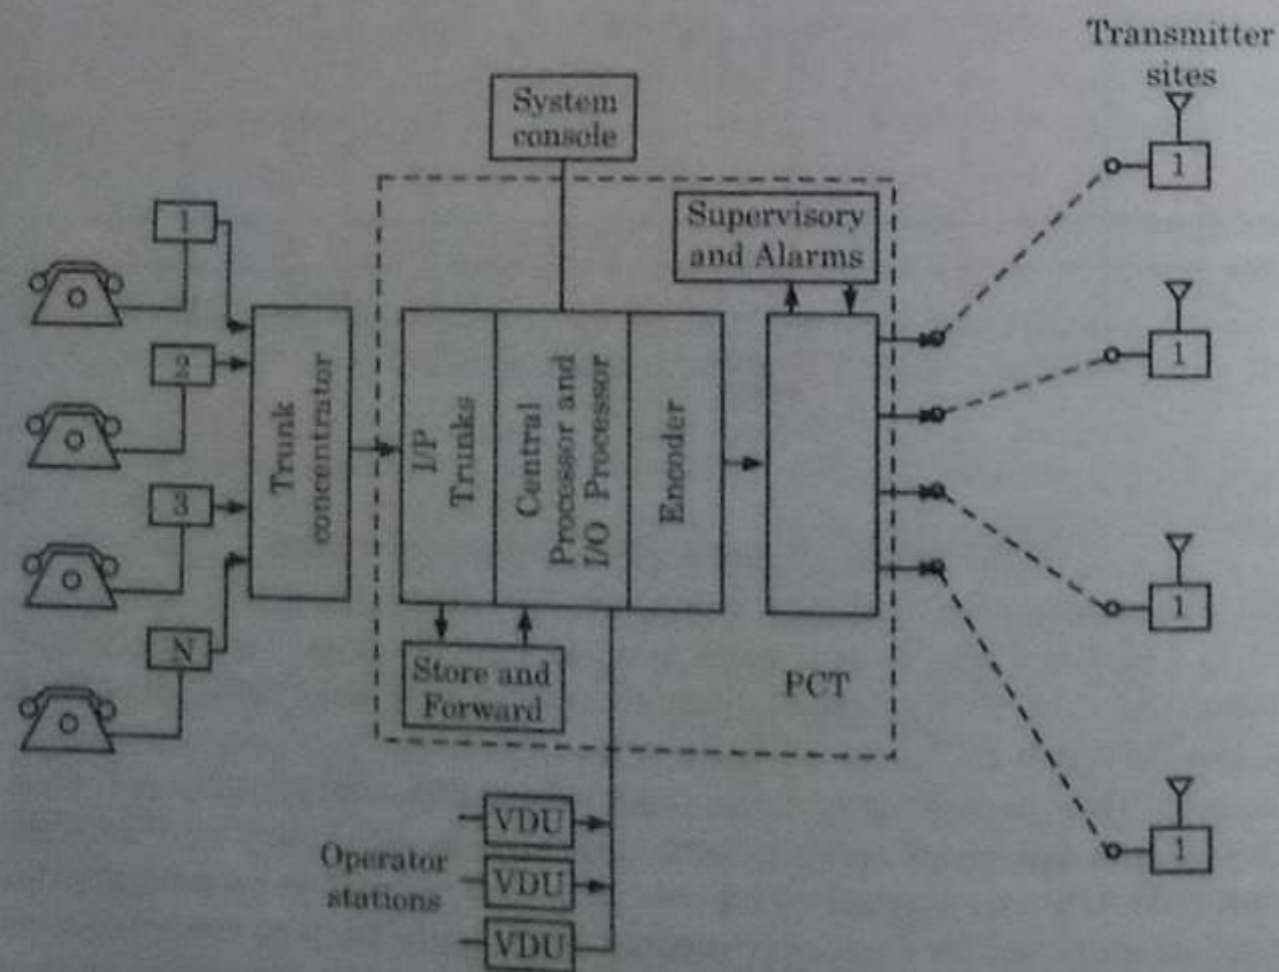 Transmitter
sites
System
console
1
1
Supervisory
and Alarms
2
1
Trunk
concentrator
I/P
Trunks
Central
Processor and
I/O Processor
Encoder
3
N
1
Store and
Forward
PCT
VDU
Operator
stations
VDU
VDU
1